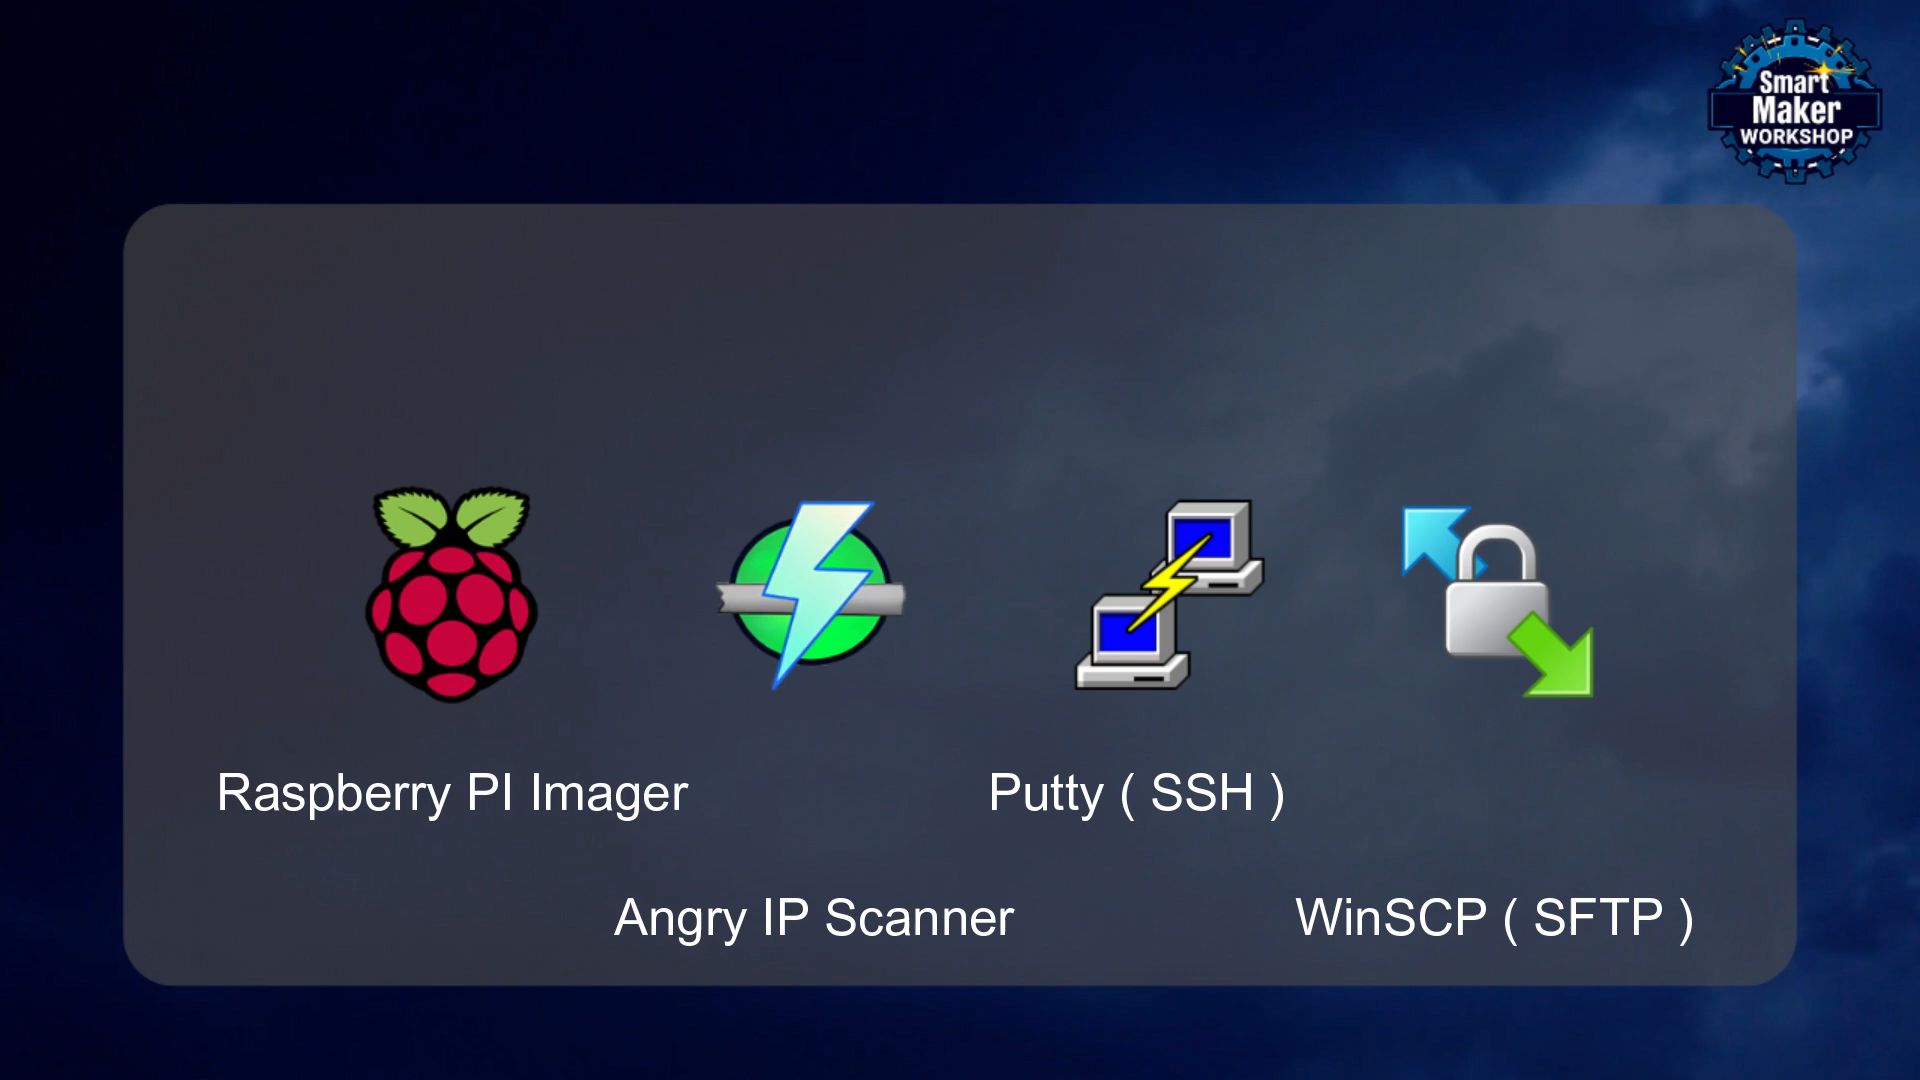 Smart
Maker
WORKSHOP
Raspberry PI Imager
Putty ( SSH )
Angry IP Scanner
WinSCP ( SFTP )